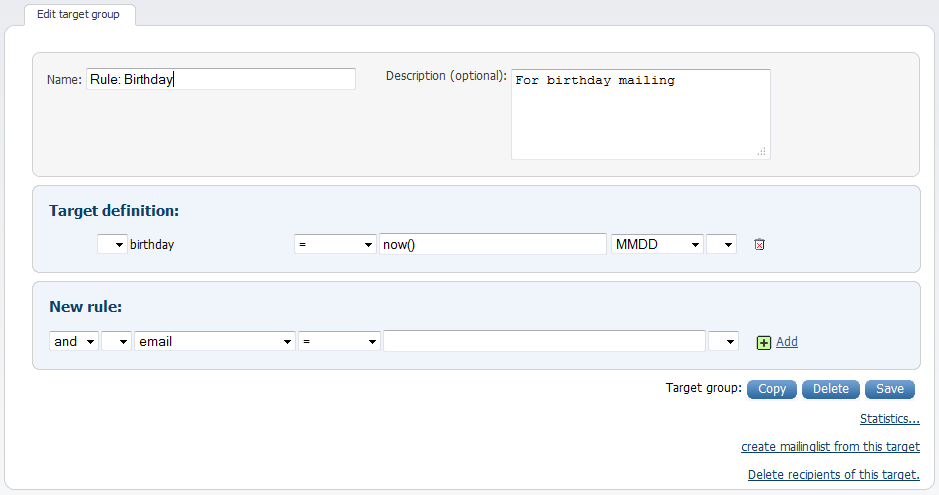 Edit target group
Name: Rule: Birthday Description (optional): For birthday mailing
Target definition:
birthday = now() MMDD
New rule:
and email = Add
Target group: Copy Delete Save
Statistics...
create mailinglist from this target
Delete recipients of this target.